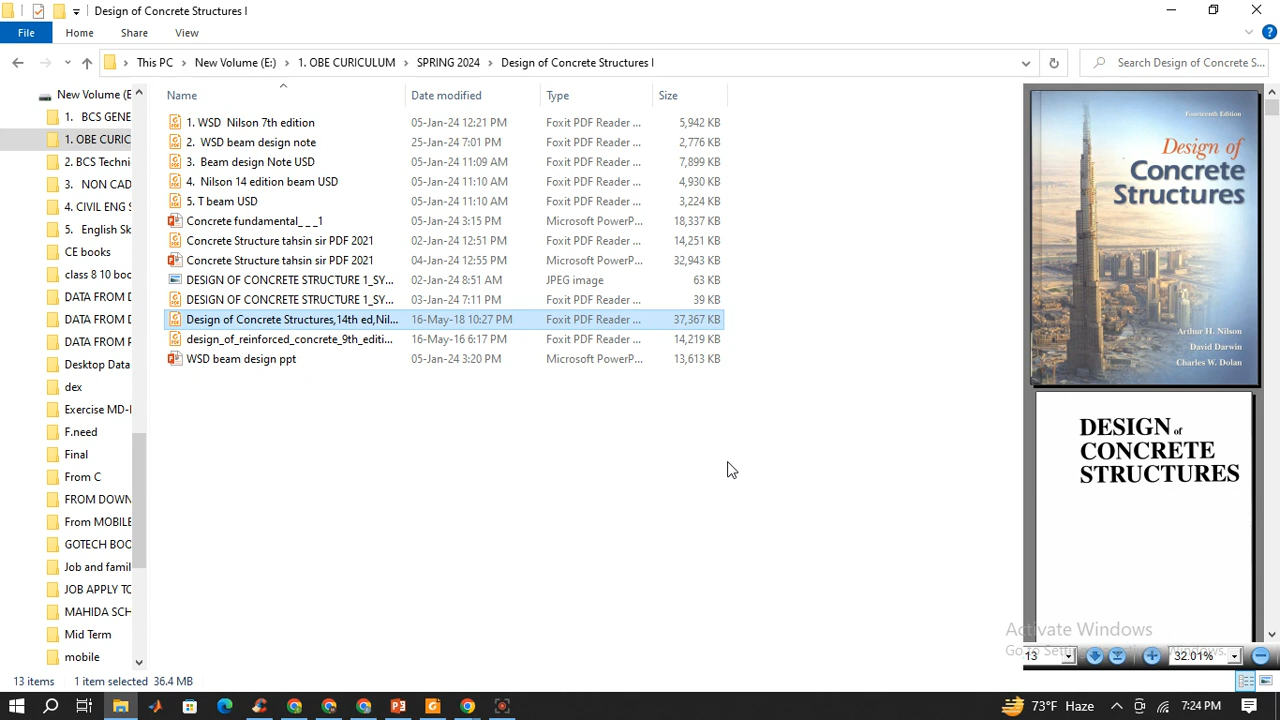 Design of Concrete Structures I
File
Home
Share
View
This PC
New Volume (E:)
1. OBE CURICULUM
SPRING 2024
Design of Concrete Structures I
Search Design of Concrete S...
Name
Date modified
Type
Size
New Volume (E
1. BCS GENE
1. OBE CURIC
2. BCS Techni
3. NON CAD
4. CIVIL ENG S
5. English Sk
CE books
class 8 10 boo
DATA FROM D
DATA FROM
DATA FROM F
Desktop Data
dex
Exercise MD-I
F.need
Final
From C
FROM DOWN
From MOBILE
GOTECH BOO
Job and famil
JOB APPLY TO
MAHIDA SCH
Mid Term
mobile
1. WSD Nilson 7th edition 05-Jan-24 12:21 PM Foxit PDF Reader ... 5,942 KB
2. WSD beam design note 25-Jan-24 7:01 PM Foxit PDF Reader ... 2,776 KB
3. Beam design Note USD 05-Jan-24 11:09 AM Foxit PDF Reader ... 7,899 KB
4. Nilson 14 edition beam USD 05-Jan-24 11:10 AM Foxit PDF Reader ... 4,930 KB
5. T beam USD 05-Jan-24 11:10 AM Foxit PDF Reader ... 3,224 KB
Concrete fundamental_ _ _1 05-Jan-24 3:15 PM Microsoft PowerP... 18,337 KB
Concrete Structure tahsin sir PDF 2021 02-Jan-24 12:51 PM Foxit PDF Reader ... 14,251 KB
Concrete Structure tahsin sir PDF 2021 04-Jan-24 12:55 PM Microsoft PowerP... 32,943 KB
DESIGN OF CONCRETE STRUCTURE 1_SY... 02-Jan-24 8:51 AM JPEG image 63 KB
DESIGN OF CONCRETE STRUCTURE 1_SY... 03-Jan-24 7:11 PM Foxit PDF Reader ... 39 KB
Design of Concrete Structures,14th ed,Nil... 16-May-18 10:27 PM Foxit PDF Reader ... 37,367 KB
design_of_reinforced_concrete_9th_editi... 16-May-16 6:17 PM Foxit PDF Reader ... 14,219 KB
WSD beam design ppt 05-Jan-24 3:20 PM Microsoft PowerP... 13,613 KB
Fourteenth Edition
Design of
Concrete
Structures
Arthur H. Nilson
David Darwin
Charles W. Dolan
DESIGN of
CONCRETE
STRUCTURES
Activate Windows
Go to Settings to activate Windows.
13
32.01%
13 items
1 item selected 36.4 MB
73°F Haze
7:24 PM